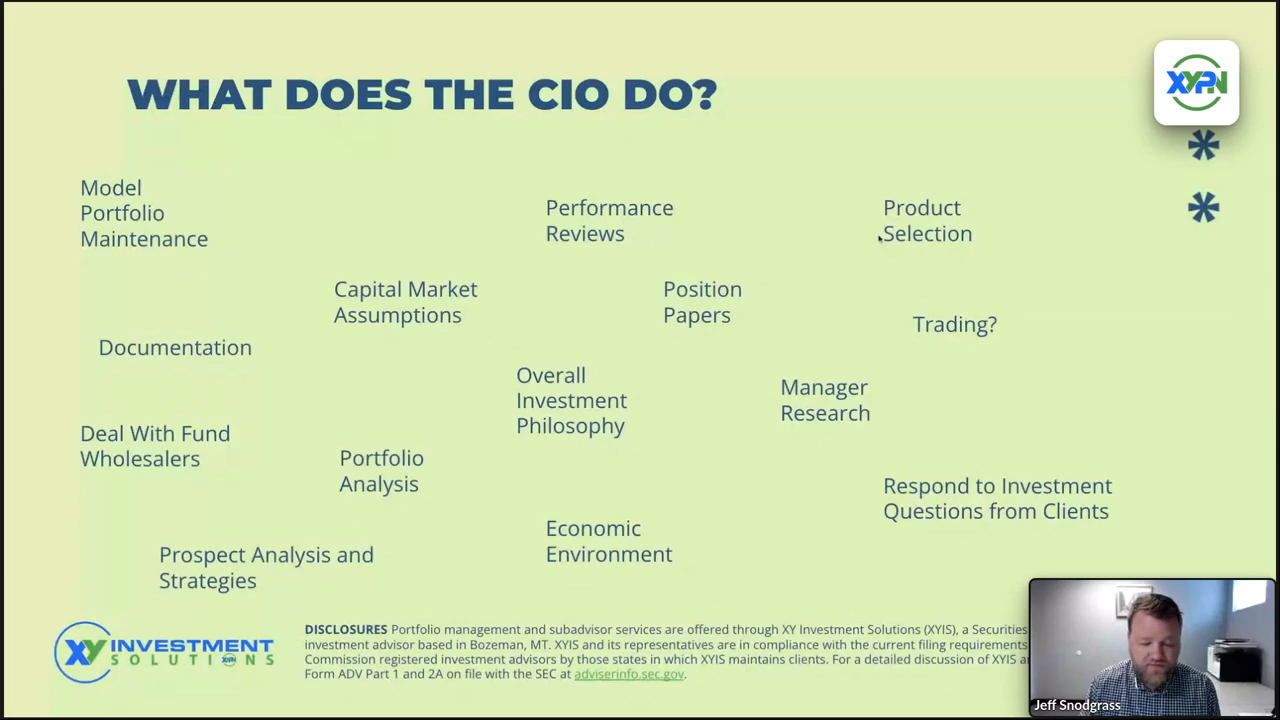 WHAT DOES THE CIO DO?
XYPN
*
*
Model
Portfolio
Maintenance
Performance
Reviews
Product
Selection
Capital Market
Assumptions
Position
Papers
Trading?
Documentation
Overall
Investment
Philosophy
Manager
Research
Deal With Fund
Wholesalers
Portfolio
Analysis
Respond to Investment
Questions from Clients
Economic
Environment
Prospect Analysis and
Strategies
XY INVESTMENT
SOLUTIONS
DISCLOSURES Portfolio management and subadvisor services are offered through XY Investment Solutions (XYIS), a Securities
investment advisor based in Bozeman, MT. XYIS and its representatives are in compliance with the current filing requirements
Commission registered investment advisors by those states in which XYIS maintains clients. For a detailed discussion of XYIS
Form ADV Part 1 and 2A on file with the SEC at adviserinfo.sec.gov.
Jeff Snodgrass